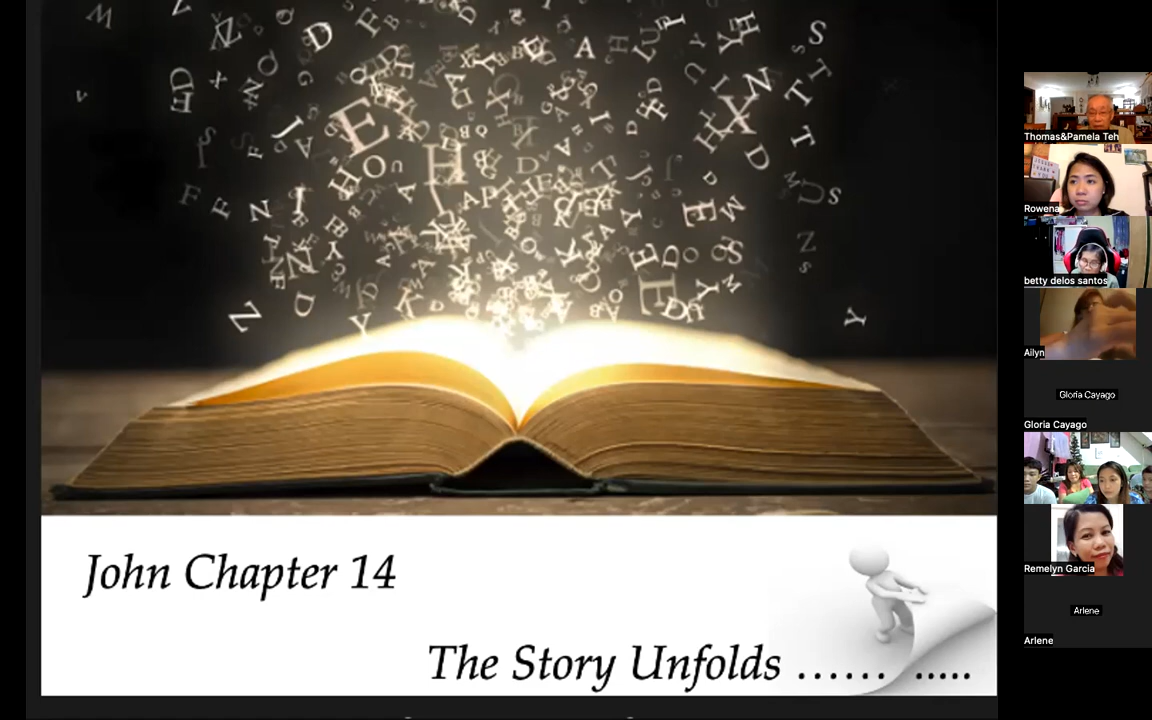 John Chapter 14
The Story Unfolds ...... .....
Thomas&Pamela Teh
Rowena
betty delos santos
Ailyn
Gloria Cayago
Gloria Cayago
Remelyn Garcia
Arlene
Arlene